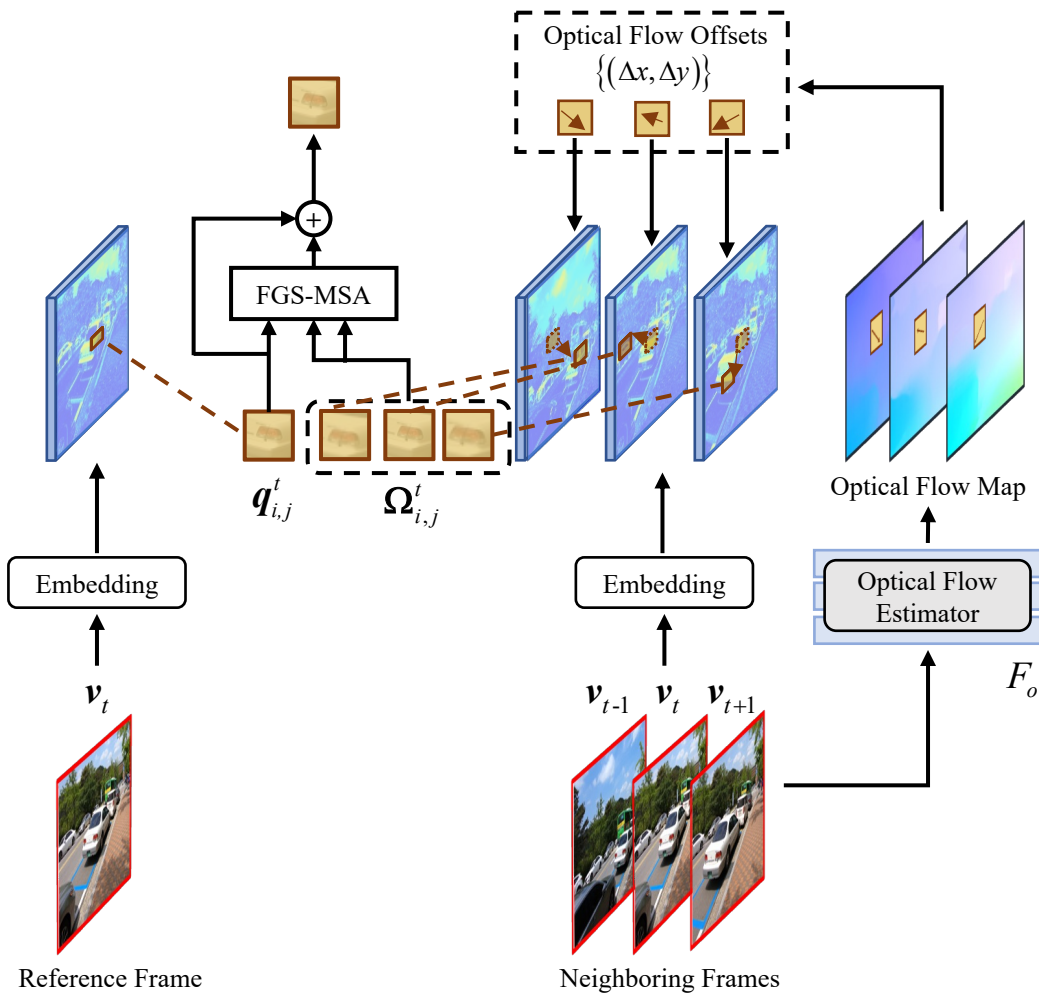 Optical Flow Offsets
{(Δx, Δy)}
+
FGS-MSA
q^t_{i,j}
Ω^t_{i,j}
Optical Flow Map
Embedding
Embedding
Optical Flow
Estimator
F_o
v_t
v_{t-1} v_t v_{t+1}
Reference Frame
Neighboring Frames